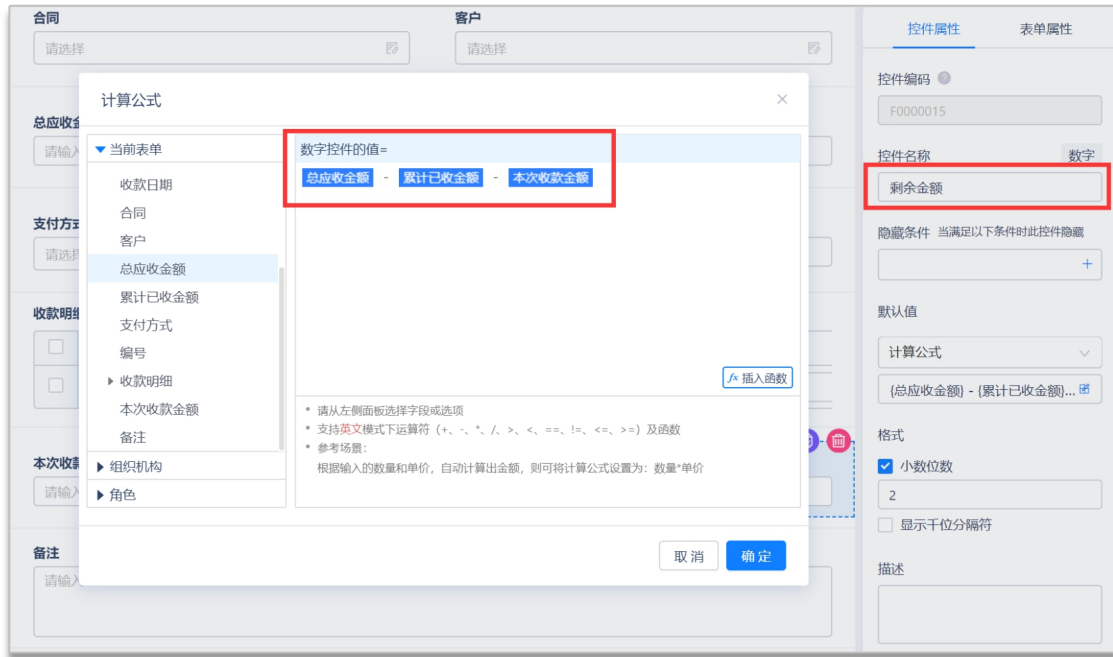 合同
客户
请选择
请选择
控件属性
表单属性
控件编码
F0000015
控件名称
数字
剩余金额
隐藏条件 当满足以下条件时此控件隐藏
+
默认值
计算公式
{总应收金额} - {累计已收金额}...
格式
小数位数
2
显示千位分隔符
描述
总应收金
请输入
支付方式
请选择
收款明细
本次收款
请输入
备注
请输入
计算公式
当前表单
收款日期
合同
客户
总应收金额
累计已收金额
支付方式
编号
收款明细
本次收款金额
备注
组织机构
角色
数字控件的值=
总应收金额 - 累计已收金额 - 本次收款金额
fx 插入函数
• 请从左侧面板选择字段或选项
• 支持英文模式下运算符（+、-、*、/、>、<、==、!=、<=、>=）及函数
• 参考场景：
根据输入的数量和单价，自动计算出金额，则可将计算公式设置为：数量*单价
取消
确定